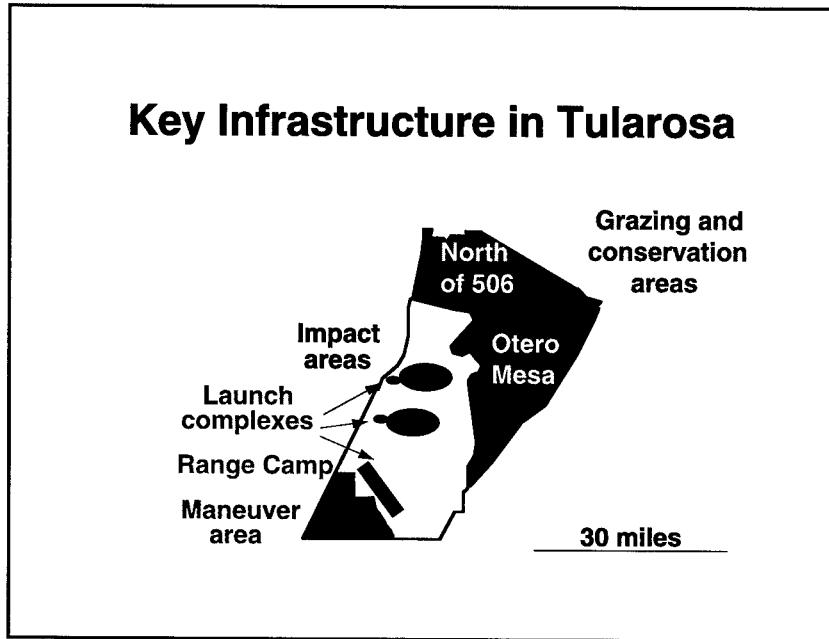 Key Infrastructure in Tularosa
Grazing and
conservation
areas
North
of 506
Impact
areas
Otero
Mesa
Launch
complexes
Range Camp
Maneuver
area
30 miles